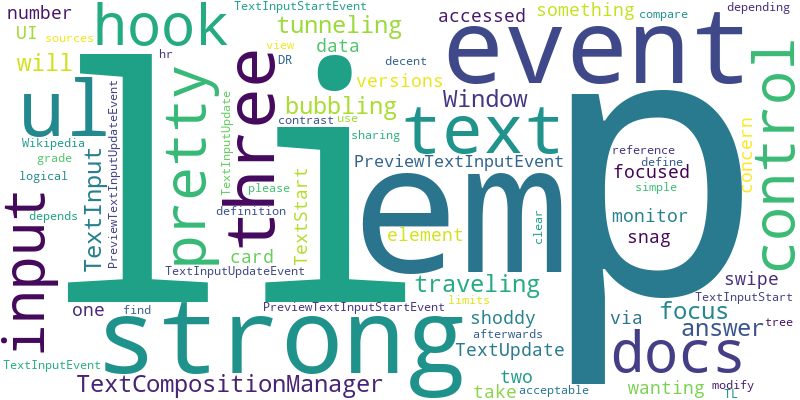 TextInputStartEvent
hook
tunneling
accessed
something
compare
depending
number
UI
sources
will
hr
view
DR
data
decent
versions
event
control
li
three
pretty
ul
bubbling
Window
contrast
use
sharing
text
em
p
Wikipedia
grade
logical
depends
input
TextInput
PreviewTextInputUpdateEvent
TextInputUpdate
please
definition
TextStart
PreviewTextInputEvent
reference
define
focused
simple
concern
element
clear
monitor
snag
card
TextInputUpdateEvent
traveling
swipe
TextInputStart
one
find
PreviewTextInputStartEvent
limits
strong
shoddy
via
focus
answer
tree
afterwards
TextUpdate
docs
TextInputEvent
TextCompositionManager
take
two
acceptable
wanting
modify
TL